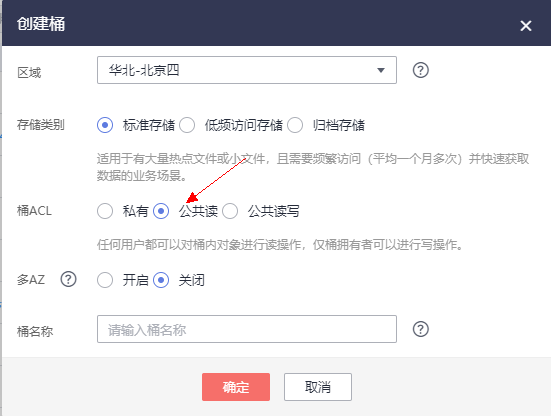 创建桶
区域 华北-北京四
存储类别 标准存储 低频访问存储 归档存储
适用于有大量热点文件或小文件，且需要频繁访问（平均一个月多次）并快速获取
数据的业务场景。
桶ACL 私有 公共读 公共读写
任何用户都可以对桶内对象进行读操作，仅桶拥有者可以进行写操作。
多AZ 开启 关闭
桶名称 请输入桶名称
确定 取消